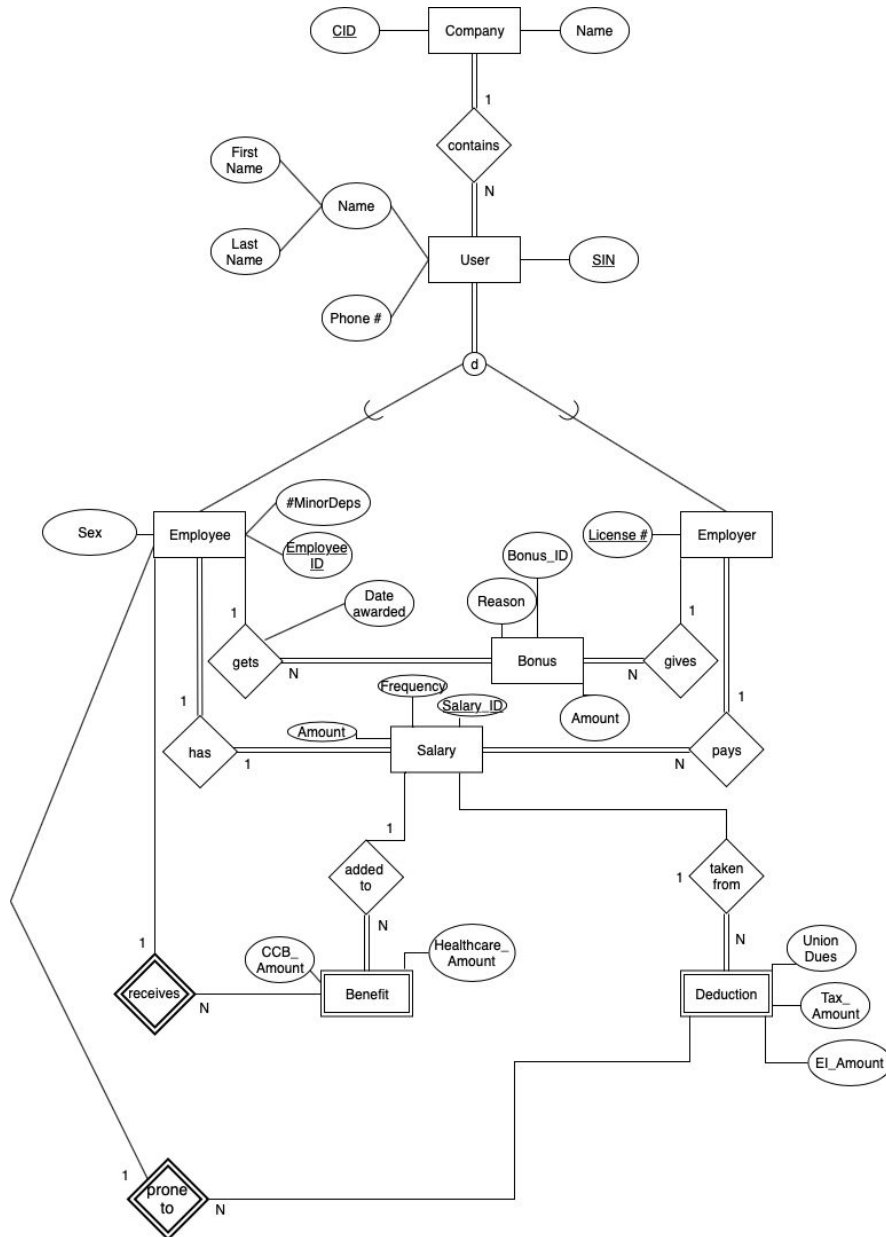 CID
Company
Name
1
contains
N
First
Name
Name
Last
Name
User
SIN
Phone #
d
Sex
Employee
#MinorDeps
Employee
ID
License #
Employer
Bonus_ID
Reason
Date
awarded
1
1
gets
N
Bonus
N
gives
Frequency
Salary_ID
Amount
Amount
1
1
has
1
Salary
N
pays
1
added
to
N
1
taken
from
N
CCB_
Amount
Healthcare_
Amount
Union
Dues
1
receives
N
Benefit
Deduction
Tax_
Amount
EI_Amount
1
prone
to
N